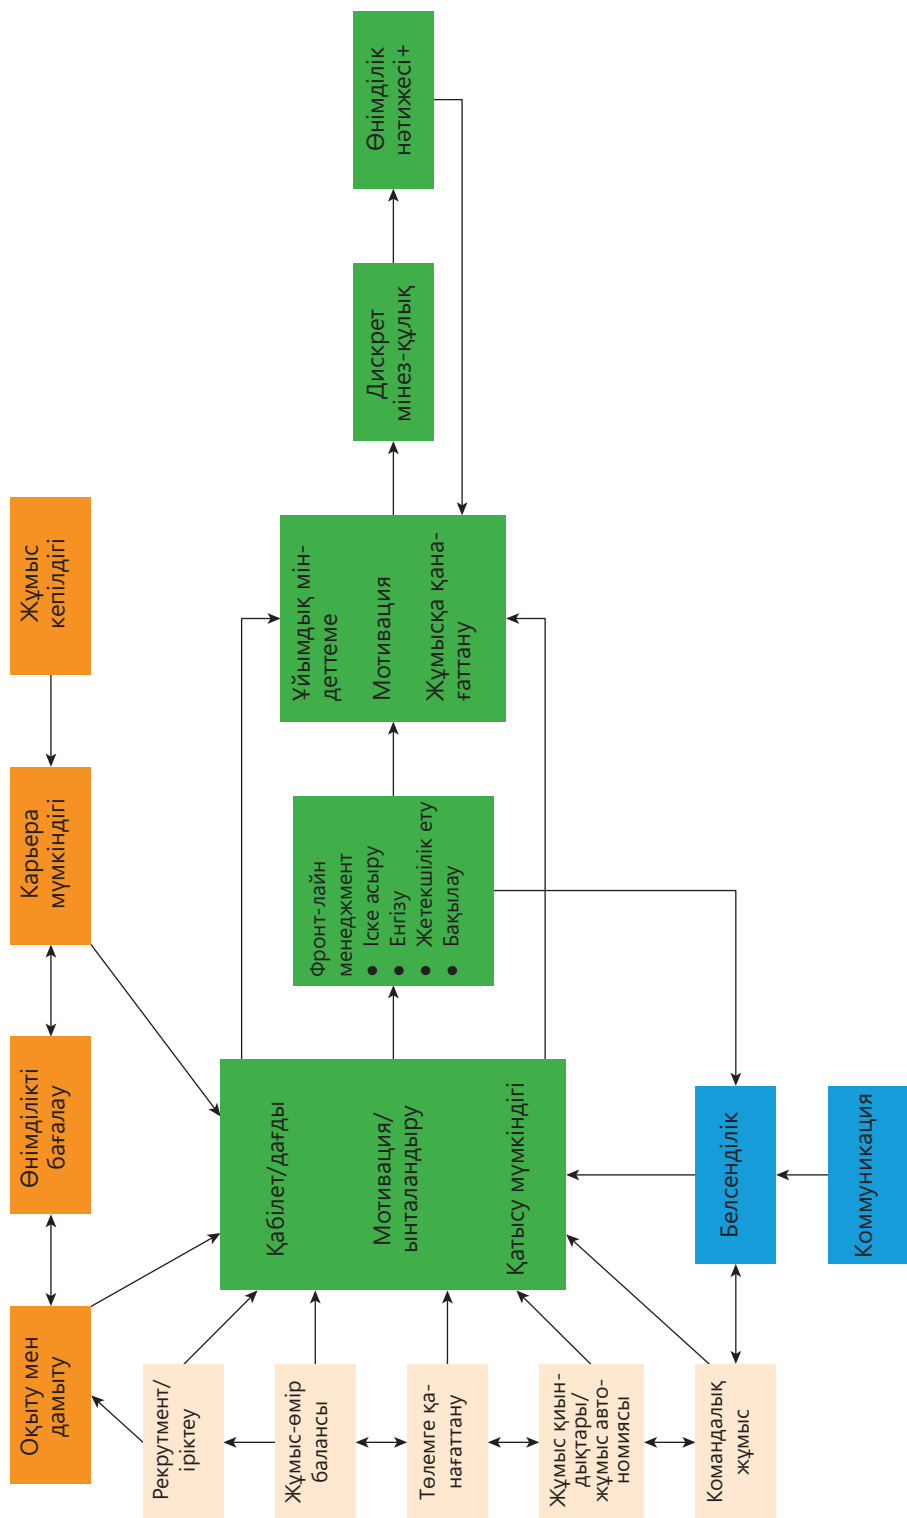 Оқыту мен
дамыту
Өнімділікті
бағалау
Карьера
мүмкіндігі
Жұмыс
кепілдігі
Рекрутмент/
іріктеу
Жұмыс-өмір
балансы
Төлемге қа-
нағаттану
Жұмыс қиын-
дықтары/
жұмыс авто-
номиясы
Командалық
жұмыс
Қабілет/дағды
Мотивация/
ынталандыру
Қатысу мүмкіндігі
Фронт-лайн
менеджмент
● Іске асыру
● Енгізу
● Жетекшілік ету
● Бақылау
Ұйымдық мін-
деттеме
Мотивация
Жұмысқа қана-
ғаттану
Дискрет
мінез-құлық
Өнімділік
нәтижесі+
Белсенділік
Коммуникация